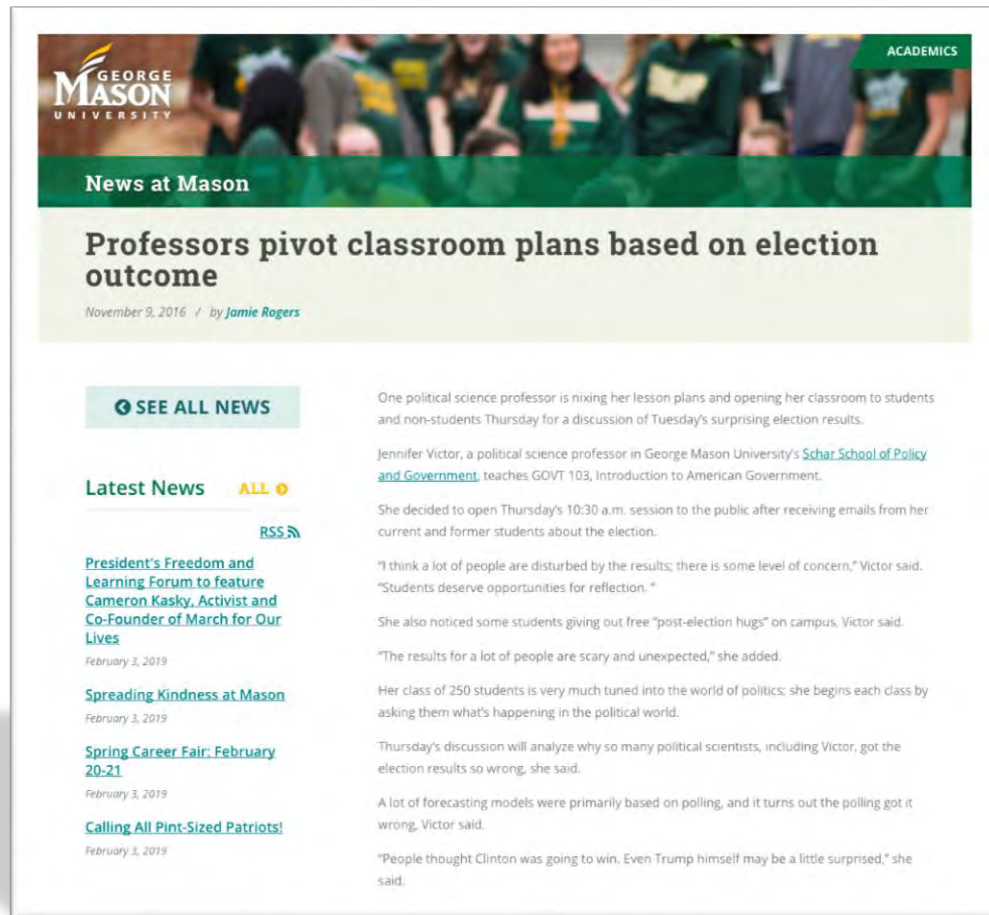 ACADEMICS
GEORGE
MASON
UNIVERSITY
News at Mason
Professors pivot classroom plans based on election
outcome
November 9, 2016 / by Jamie Rogers
SEE ALL NEWS
Latest News ALL
RSS
President's Freedom and
Learning Forum to feature
Cameron Kasky, Activist and
Co-Founder of March for Our
Lives
February 3, 2019
Spreading Kindness at Mason
February 3, 2019
Spring Career Fair: February
20-21
February 3, 2019
Calling All Pint-Sized Patriots!
February 3, 2019
One political science professor is nixing her lesson plans and opening her classroom to students
and non-students Thursday for a discussion of Tuesday's surprising election results.
Jennifer Victor, a political science professor in George Mason University's Schar School of Policy
and Government, teaches GOVT 103, Introduction to American Government.
She decided to open Thursday's 10:30 a.m. session to the public after receiving emails from her
current and former students about the election.
"I think a lot of people are disturbed by the results; there is some level of concern," Victor said.
"Students deserve opportunities for reflection. "
She also noticed some students giving out free "post-election hugs" on campus, Victor said.
"The results for a lot of people are scary and unexpected," she added.
Her class of 250 students is very much tuned into the world of politics; she begins each class by
asking them what's happening in the political world.
Thursday's discussion will analyze why so many political scientists, including Victor, got the
election results so wrong, she said.
A lot of forecasting models were primarily based on polling, and it turns out the polling got it
wrong, Victor said.
"People thought Clinton was going to win. Even Trump himself may be a little surprised," she
said.